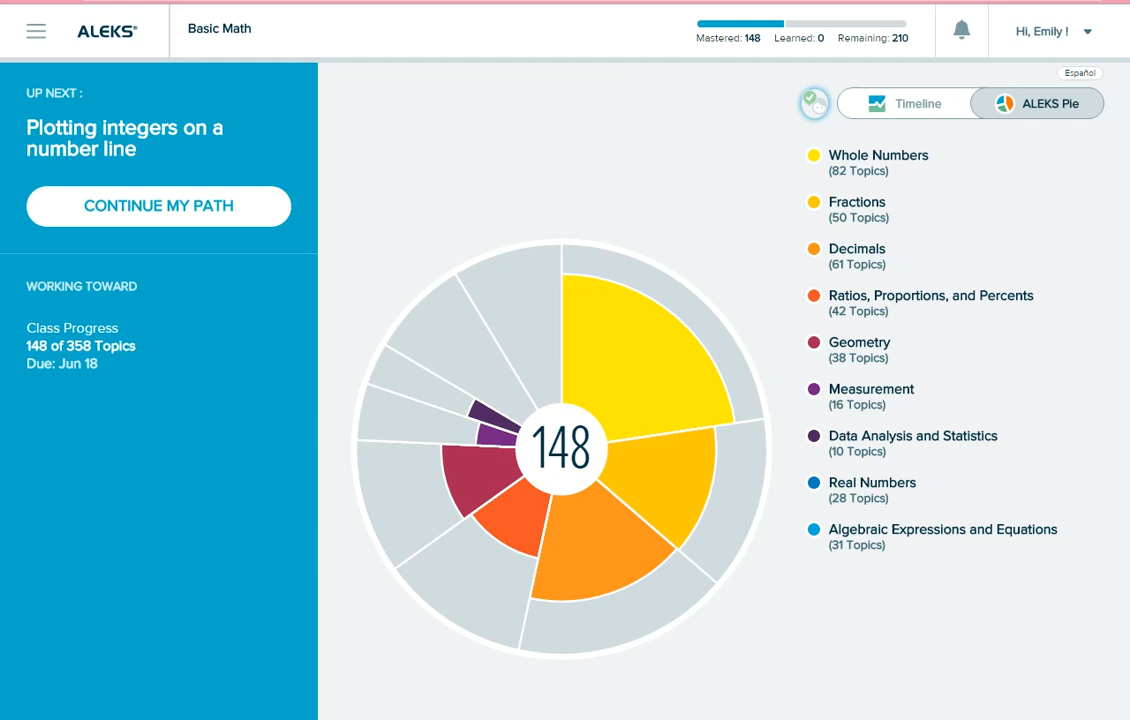 ALEKS®
Basic Math
Mastered: 148 Learned: 0 Remaining: 210
Hi, Emily !
Español
UP NEXT :
Plotting integers on a
number line
CONTINUE MY PATH
WORKING TOWARD
Class Progress
148 of 358 Topics
Due: Jun 18
Timeline
ALEKS Pie
148
Whole Numbers
(82 Topics)
Fractions
(50 Topics)
Decimals
(61 Topics)
Ratios, Proportions, and Percents
(42 Topics)
Geometry
(38 Topics)
Measurement
(16 Topics)
Data Analysis and Statistics
(10 Topics)
Real Numbers
(28 Topics)
Algebraic Expressions and Equations
(31 Topics)